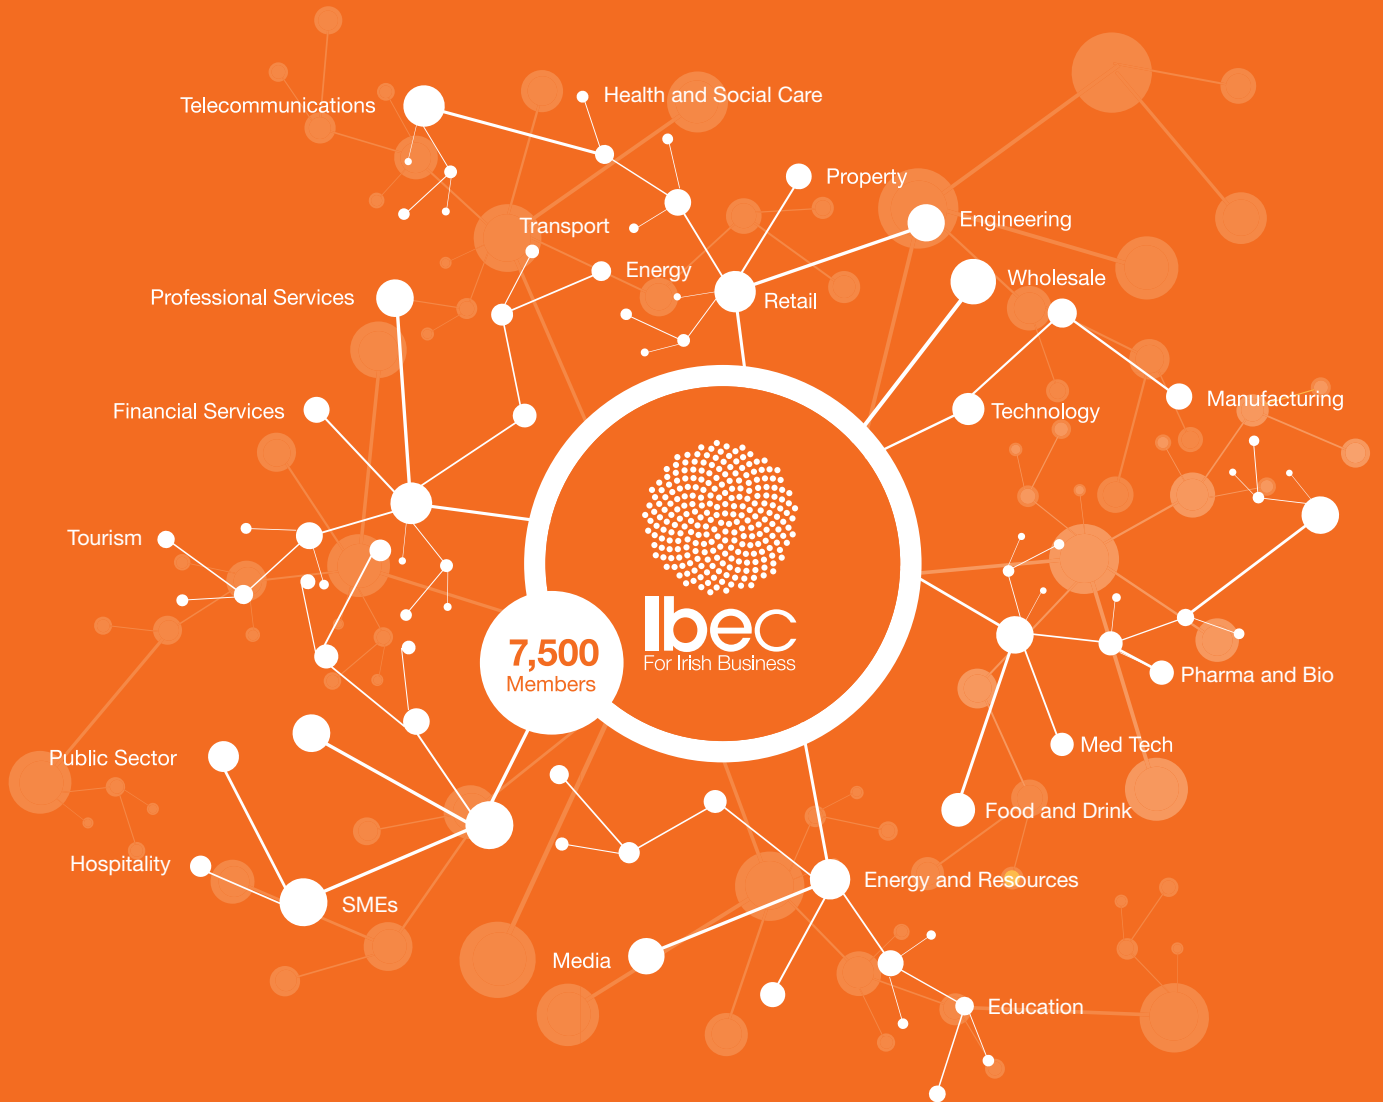 Telecommunications
Health and Social Care
Property
Engineering
Transport
Energy
Wholesale
Professional Services
Retail
Financial Services
Technology
Manufacturing
Tourism
Ibec
For Irish Business
7,500
Members
Pharma and Bio
Med Tech
Public Sector
Food and Drink
Hospitality
Energy and Resources
SMEs
Media
Education